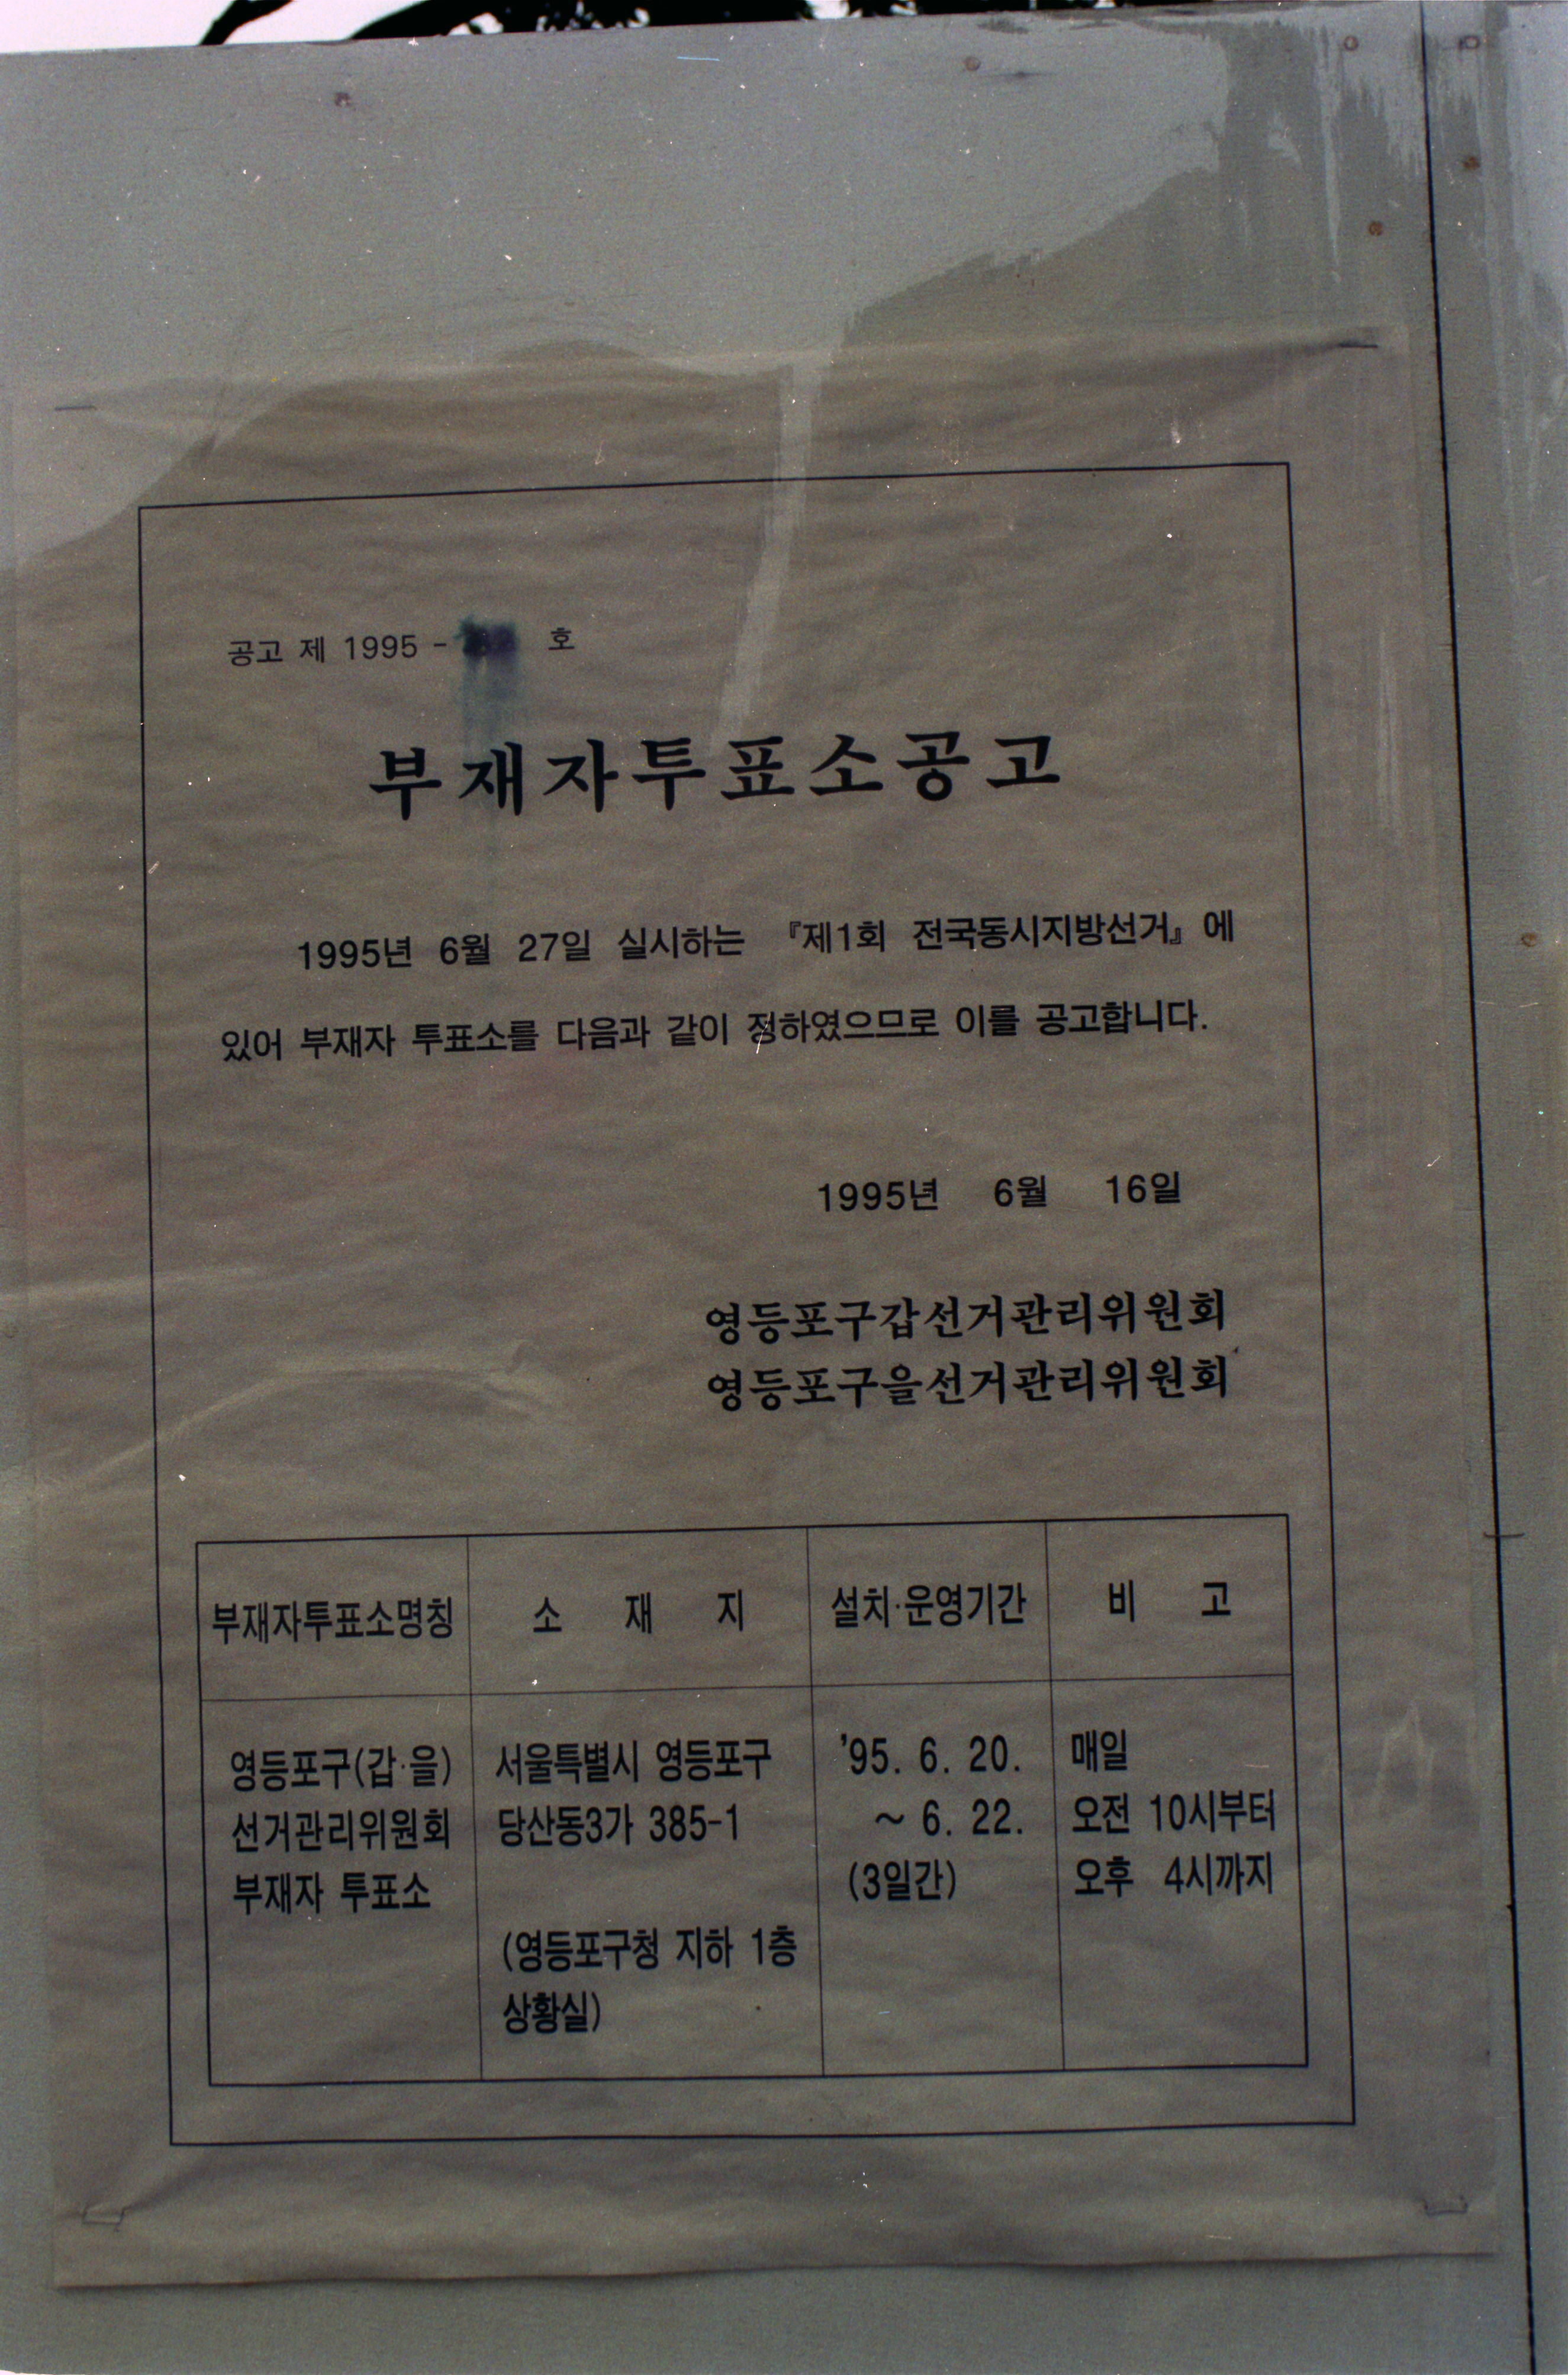 공고 제 1995 - 호
부재자투표소공고
1995년 6월 27일 실시하는 『제1회 전국동시지방선거』에
있어 부재자 투표소를 다음과 같이 정하였으므로 이를 공고합니다.
1995년 6월 16일
영등포구갑선거관리위원회
영등포구을선거관리위원회
부재자투표소명칭 소 재 지 설치·운영기간 비 고
영등포구(갑·을) 서울특별시 영등포구 '95. 6. 20. 매일
선거관리위원회 당산동3가 385-1 ~ 6. 22. 오전 10시부터
부재자 투표소 (3일간) 오후 4시까지
(영등포구청 지하 1층
상황실)